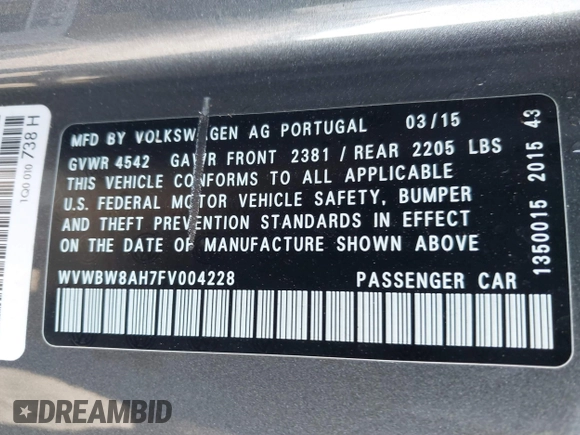 MFD BY VOLKSWAGEN AG PORTUGAL 03/15
GVWR 4542 GAWR FRONT 2381 / REAR 2205 LBS
THIS VEHICLE CONFORMS TO ALL APPLICABLE
U.S. FEDERAL MOTOR VEHICLE SAFETY, BUMPER
AND THEFT PREVENTION STANDARDS IN EFFECT
ON THE DATE OF MANUFACTURE SHOWN ABOVE
WVWBW8AH7FV004228 PASSENGER CAR
1350015 2015 43
1Q0 010 738 H
DREAMBID